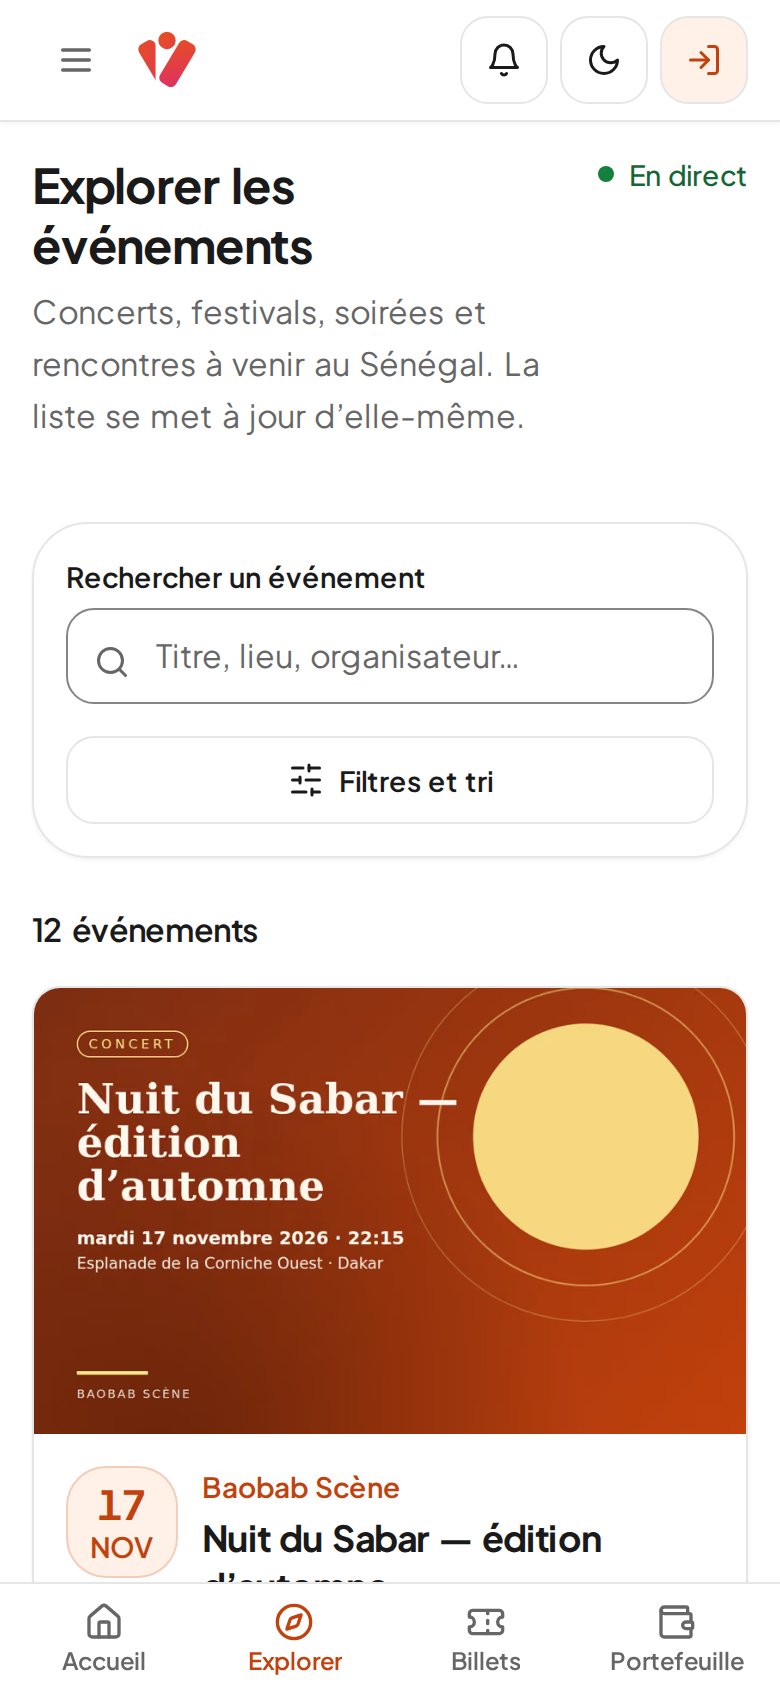 Explorer les
événements
En direct
Concerts, festivals, soirées et
rencontres à venir au Sénégal. La
liste se met à jour d’elle-même.
Rechercher un événement
Titre, lieu, organisateur...
Filtres et tri
12 événements
CONCERT
Nuit du Sabar —
édition
d’automne
mardi 17 novembre 2026 · 22:15
Esplanade de la Corniche Ouest · Dakar
BAOBAB SCÈNE
17
NOV
Baobab Scène
Nuit du Sabar — édition
d’automne
Accueil
Explorer
Billets
Portefeuille